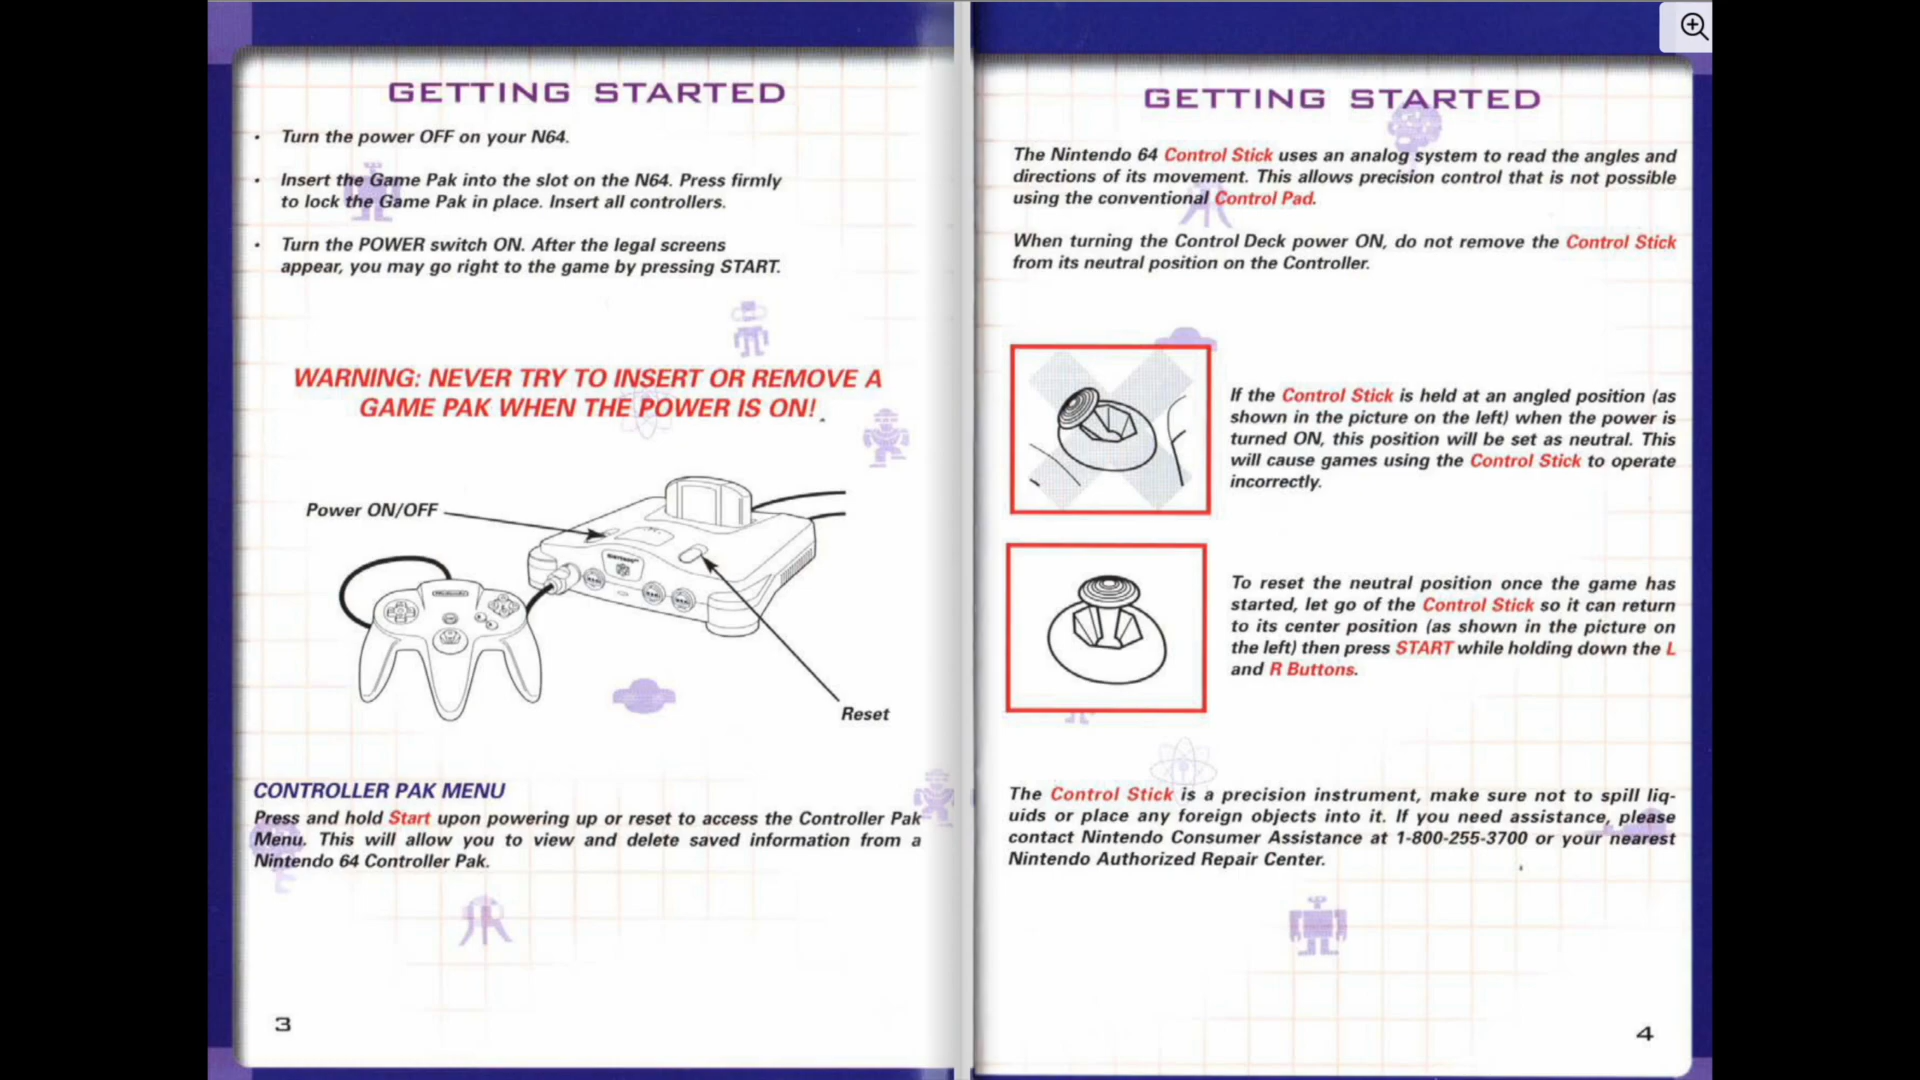 GETTING STARTED
• Turn the power OFF on your N64.
• Insert the Game Pak into the slot on the N64. Press firmly
to lock the Game Pak in place. Insert all controllers.
• Turn the POWER switch ON. After the legal screens
appear, you may go right to the game by pressing START.
WARNING: NEVER TRY TO INSERT OR REMOVE A
GAME PAK WHEN THE POWER IS ON!
Power ON/OFF
Reset
CONTROLLER PAK MENU
Press and hold Start upon powering up or reset to access the Controller Pak
Menu. This will allow you to view and delete saved information from a
Nintendo 64 Controller Pak.
3
GETTING STARTED
The Nintendo 64 Control Stick uses an analog system to read the angles and
directions of its movement. This allows precision control that is not possible
using the conventional Control Pad.
When turning the Control Deck power ON, do not remove the Control Stick
from its neutral position on the Controller.
If the Control Stick is held at an angled position (as
shown in the picture on the left) when the power is
turned ON, this position will be set as neutral. This
will cause games using the Control Stick to operate
incorrectly.
To reset the neutral position once the game has
started, let go of the Control Stick so it can return
to its center position (as shown in the picture on
the left) then press START while holding down the L
and R Buttons.
The Control Stick is a precision instrument, make sure not to spill liq-
uids or place any foreign objects into it. If you need assistance, please
contact Nintendo Consumer Assistance at 1-800-255-3700 or your nearest
Nintendo Authorized Repair Center.
4